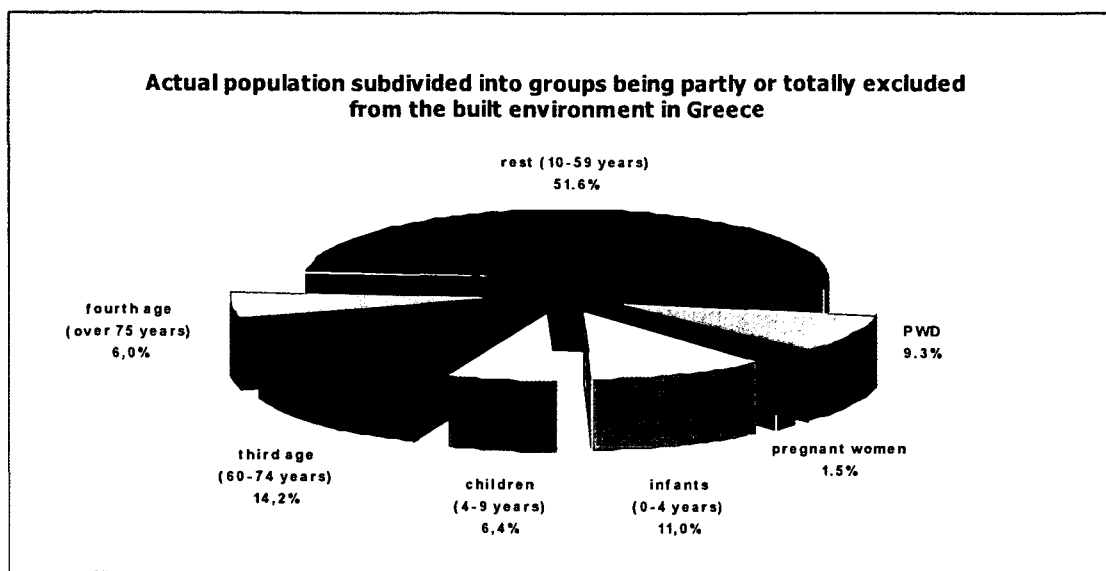 Actual population subdivided into groups being partly or totally excluded
from the built environment in Greece
rest (10-59 years)
51.6%
fourth age
(over 75 years)
6,0%
PWD
9.3%
third age
(60-74 years)
14,2%
children
(4-9 years)
6,4%
infants
(0-4 years)
11,0%
pregnant women
1.5%